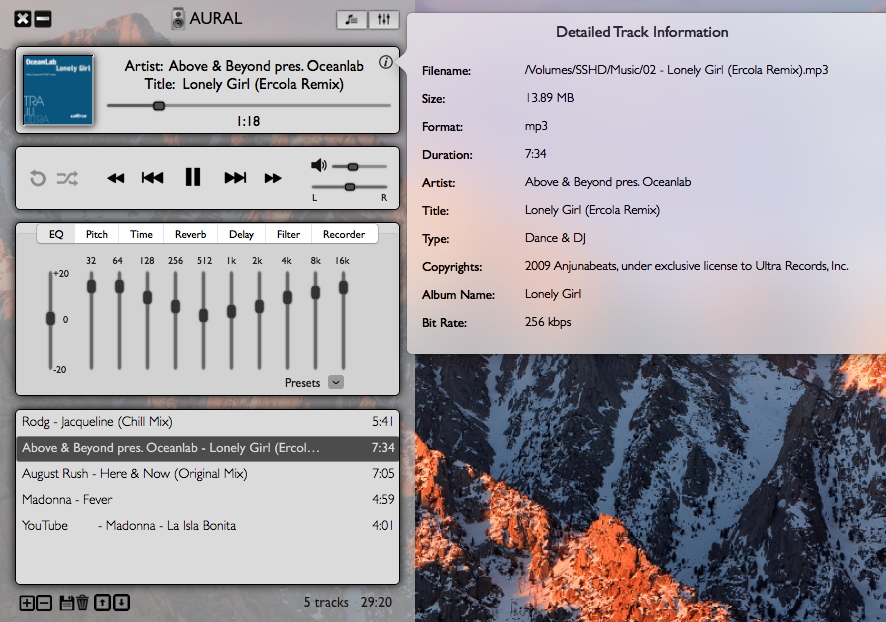 AURAL
OceanLab
Lonely Girl
TRA
ULTRA
Artist: Above & Beyond pres. Oceanlab
Title: Lonely Girl (Ercola Remix)
1:18
L R
EQ Pitch Time Reverb Delay Filter Recorder
32 64 128 256 512 1k 2k 4k 8k 16k
+20
0
-20
Presets
Rodg - Jacqueline (Chill Mix) 5:41
Above & Beyond pres. Oceanlab - Lonely Girl (Ercol... 7:34
August Rush - Here & Now (Original Mix) 7:05
Madonna - Fever 4:59
YouTube - Madonna - La Isla Bonita 4:01
5 tracks 29:20
Detailed Track Information
Filename: /Volumes/SSHD/Music/02 - Lonely Girl (Ercola Remix).mp3
Size: 13.89 MB
Format: mp3
Duration: 7:34
Artist: Above & Beyond pres. Oceanlab
Title: Lonely Girl (Ercola Remix)
Type: Dance & DJ
Copyrights: 2009 Anjunabeats, under exclusive license to Ultra Records, Inc.
Album Name: Lonely Girl
Bit Rate: 256 kbps